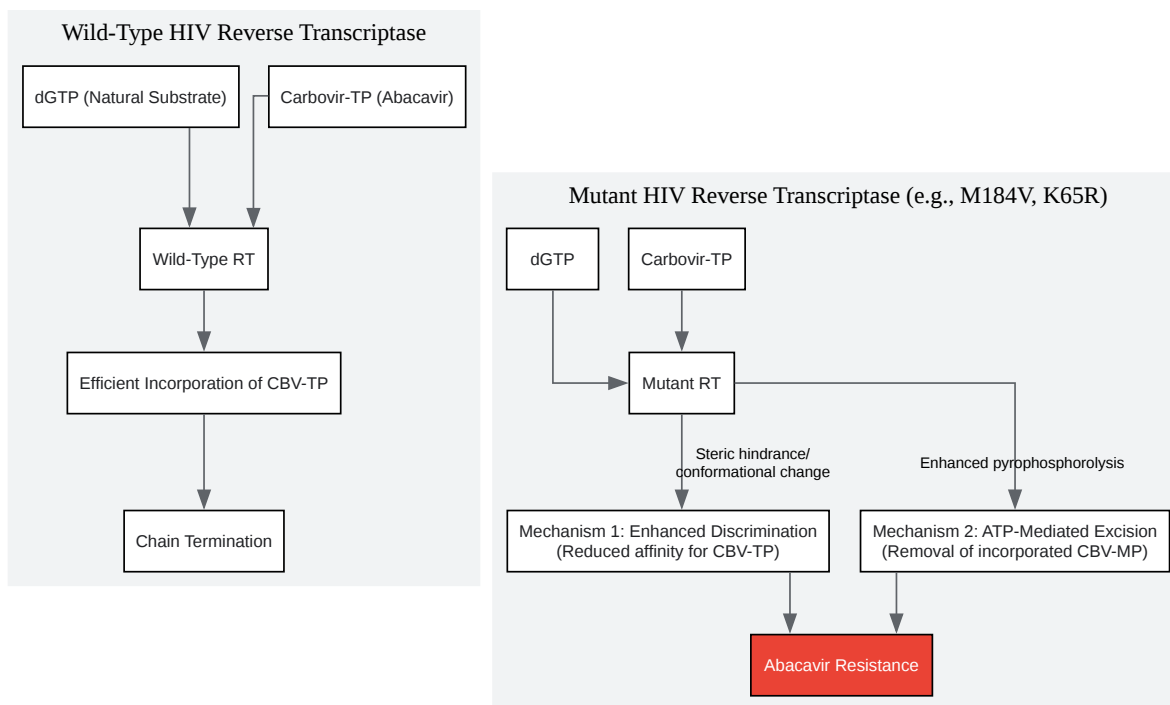 Wild-Type HIV Reverse Transcriptase
dGTP (Natural Substrate)
Carbovir-TP (Abacavir)
Wild-Type RT
Efficient Incorporation of CBV-TP
Chain Termination
Mutant HIV Reverse Transcriptase (e.g., M184V, K65R)
dGTP
Carbovir-TP
Mutant RT
Steric hindrance/
conformational change
Enhanced pyrophosphorolysis
Mechanism 1: Enhanced Discrimination
(Reduced affinity for CBV-TP)
Mechanism 2: ATP-Mediated Excision
(Removal of incorporated CBV-MP)
Abacavir Resistance